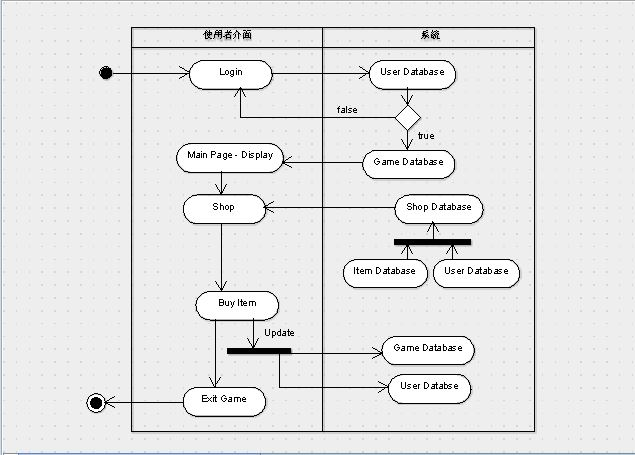 使用者介面
系統
Login
User Database
false
true
Main Page - Display
Game Database
Shop
Shop Database
Item Database
User Database
Buy Item
Update
Game Database
User Databse
Exit Game